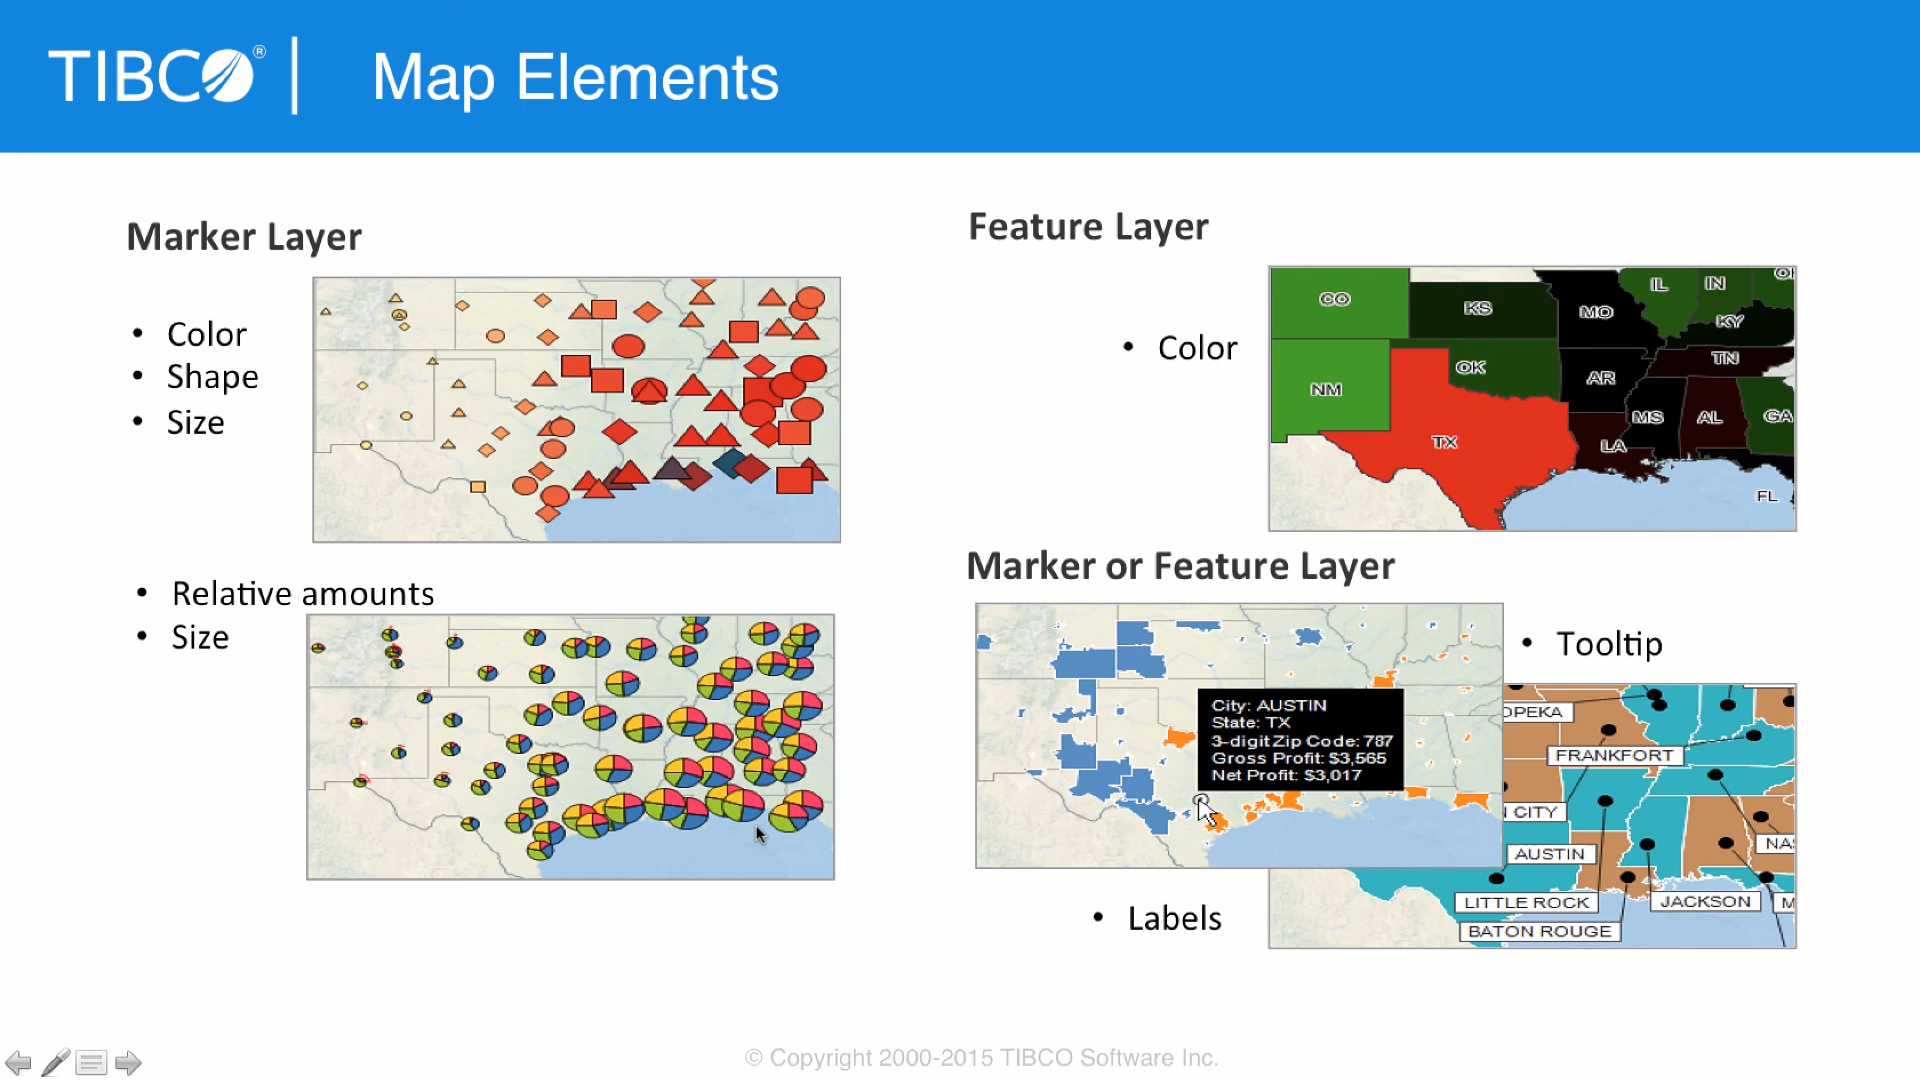 TIBCO® | Map Elements
Marker Layer
• Color
• Shape
• Size
• Relative amounts
• Size
Feature Layer
• Color
CO
KS
MO
IL
IN
KY
NM
OK
AR
TN
TX
LA
MS
AL
GA
FL
Marker or Feature Layer
• Tooltip
City: AUSTIN
State: TX
3-digit Zip Code: 787
Gross Profit: $3,565
Net Profit: $3,017
OPEKA
FRANKFORT
CITY
AUSTIN
NA
LITTLE ROCK
JACKSON
M
BATON ROUGE
• Labels
© Copyright 2000-2015 TIBCO Software Inc.